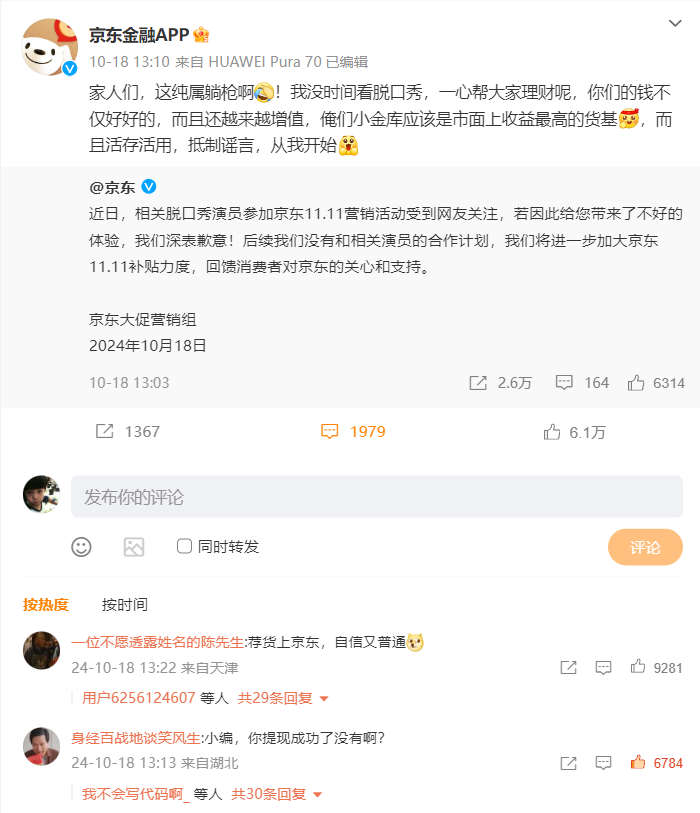 京东金融APP
10-18 13:10 来自 HUAWEI Pura 70 已编辑
家人们，这纯属躺枪啊！我没时间看脱口秀，一心帮大家理财呢，你们的钱不
仅好好的，而且还越来越增值，俺们小金库应该是市面上收益最高的货基，而
且活存活用，抵制谣言，从我开始
@京东
近日，相关脱口秀演员参加京东11.11营销活动受到网友关注，若因此给您带来了不好的
体验，我们深表歉意！后续我们没有和相关演员的合作计划，我们将进一步加大京东
11.11补贴力度，回馈消费者对京东的关心和支持。
京东大促营销组
2024年10月18日
10-18 13:03 2.6万 164 6314
1367 1979 6.1万
发布你的评论
同时转发 评论
按热度 按时间
一位不愿透露姓名的陈先生:荐货上京东，自信又普通
24-10-18 13:22 来自天津 9281
用户6256124607 等人 共29条回复
身经百战地谈笑风生:小编，你提现成功了没有啊？
24-10-18 13:13 来自湖北 6784
我不会写代码啊_ 等人 共30条回复